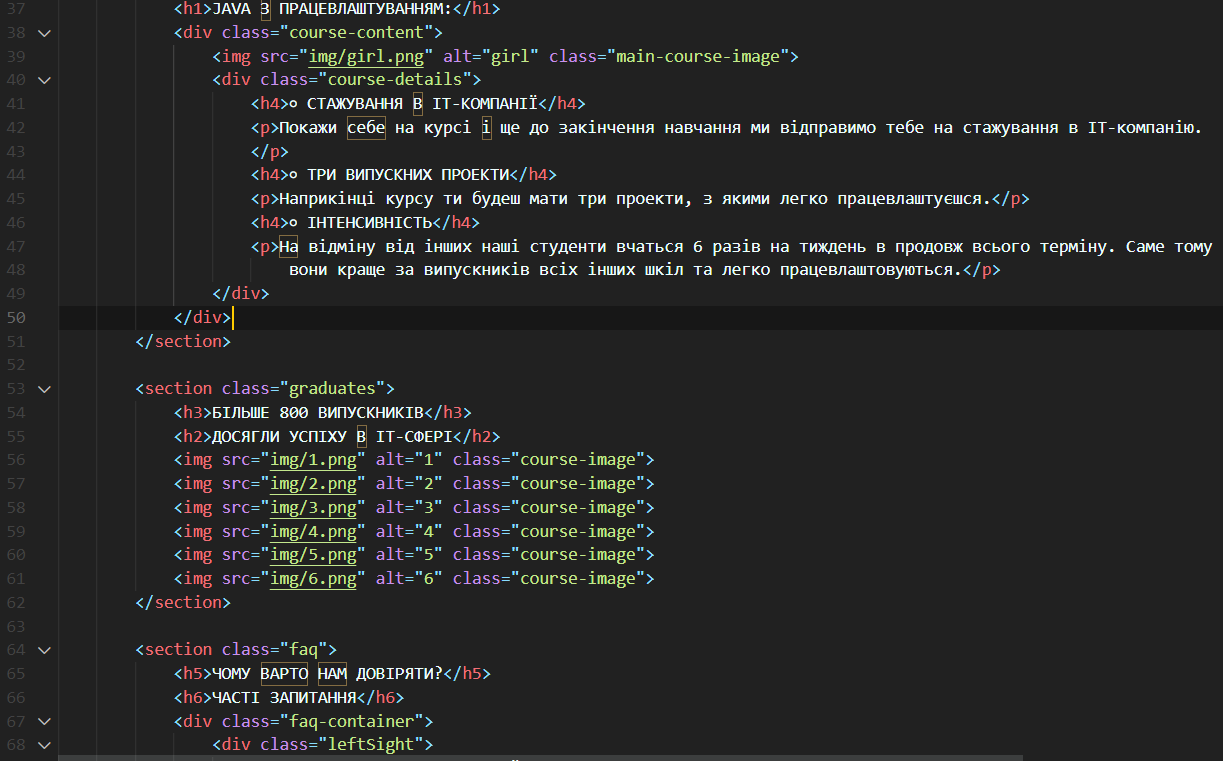 37 <h1>JAVA З ПРАЦЕВЛАШТУВАННЯМ:</h1>
38 <div class="course-content">
39 <img src="img/girl.png" alt="girl" class="main-course-image">
40 <div class="course-details">
41 <h4>∘ СТАЖУВАННЯ В ІТ-КОМПАНІЇ</h4>
42 <p>Покажи себе на курсі і ще до закінчення навчання ми відправимо тебе на стажування в ІТ-компанію.
43 </p>
44 <h4>∘ ТРИ ВИПУСКНИХ ПРОЕКТИ</h4>
45 <p>Наприкінці курсу ти будеш мати три проекти, з якими легко працевлаштуєшся.</p>
46 <h4>∘ ІНТЕНСИВНІСТЬ</h4>
47 <p>На відміну від інших наші студенти вчаться 6 разів на тиждень в продовж всього терміну. Саме тому
48 вони краще за випускників всіх інших шкіл та легко працевлаштовуються.</p>
49 </div>
50 </div>
51 </section>
52
53 <section class="graduates">
54 <h3>БІЛЬШЕ 800 ВИПУСКНИКІВ</h3>
55 <h2>ДОСЯГЛИ УСПІХУ В ІТ-СФЕРІ</h2>
56 <img src="img/1.png" alt="1" class="course-image">
57 <img src="img/2.png" alt="2" class="course-image">
58 <img src="img/3.png" alt="3" class="course-image">
59 <img src="img/4.png" alt="4" class="course-image">
60 <img src="img/5.png" alt="5" class="course-image">
61 <img src="img/6.png" alt="6" class="course-image">
62 </section>
63
64 <section class="faq">
65 <h5>ЧОМУ ВАРТО НАМ ДОВІРЯТИ?</h5>
66 <h6>ЧАСТІ ЗАПИТАННЯ</h6>
67 <div class="faq-container">
68 <div class="leftSight">